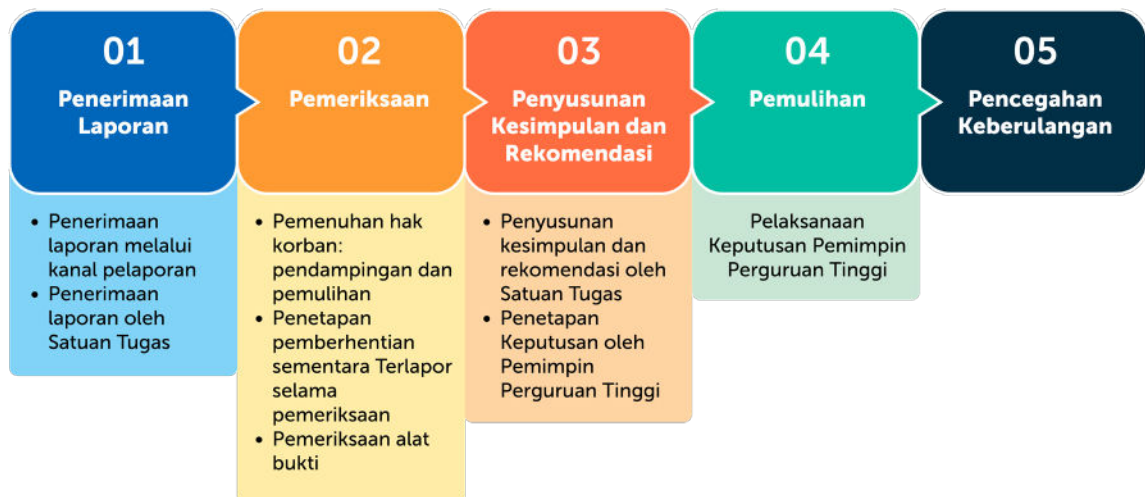 01
Penerimaan
Laporan
• Penerimaan
laporan melalui
kanal pelaporan
• Penerimaan
laporan oleh
Satuan Tugas
02
Pemeriksaan
• Pemenuhan hak
korban:
pendampingan dan
pemulihan
• Penetapan
pemberhentian
sementara Terlapor
selama
pemeriksaan
• Pemeriksaan alat
bukti
03
Penyusunan
Kesimpulan dan
Rekomendasi
• Penyusunan
kesimpulan dan
rekomendasi oleh
Satuan Tugas
• Penetapan
Keputusan oleh
Pemimpin
Perguruan Tinggi
04
Pemulihan
Pelaksanaan
Keputusan Pemimpin
Perguruan Tinggi
05
Pencegahan
Keberulangan